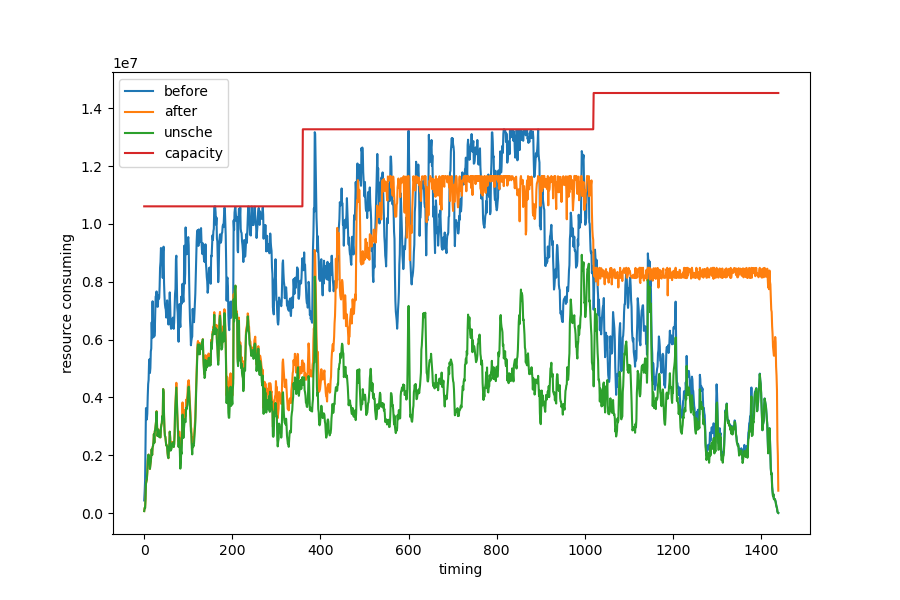 1e7
before
after
unsche
capacity
1.4
1.2
1.0
0.8
0.6
0.4
0.2
0.0
resource consuming
0 200 400 600 800 1000 1200 1400
timing